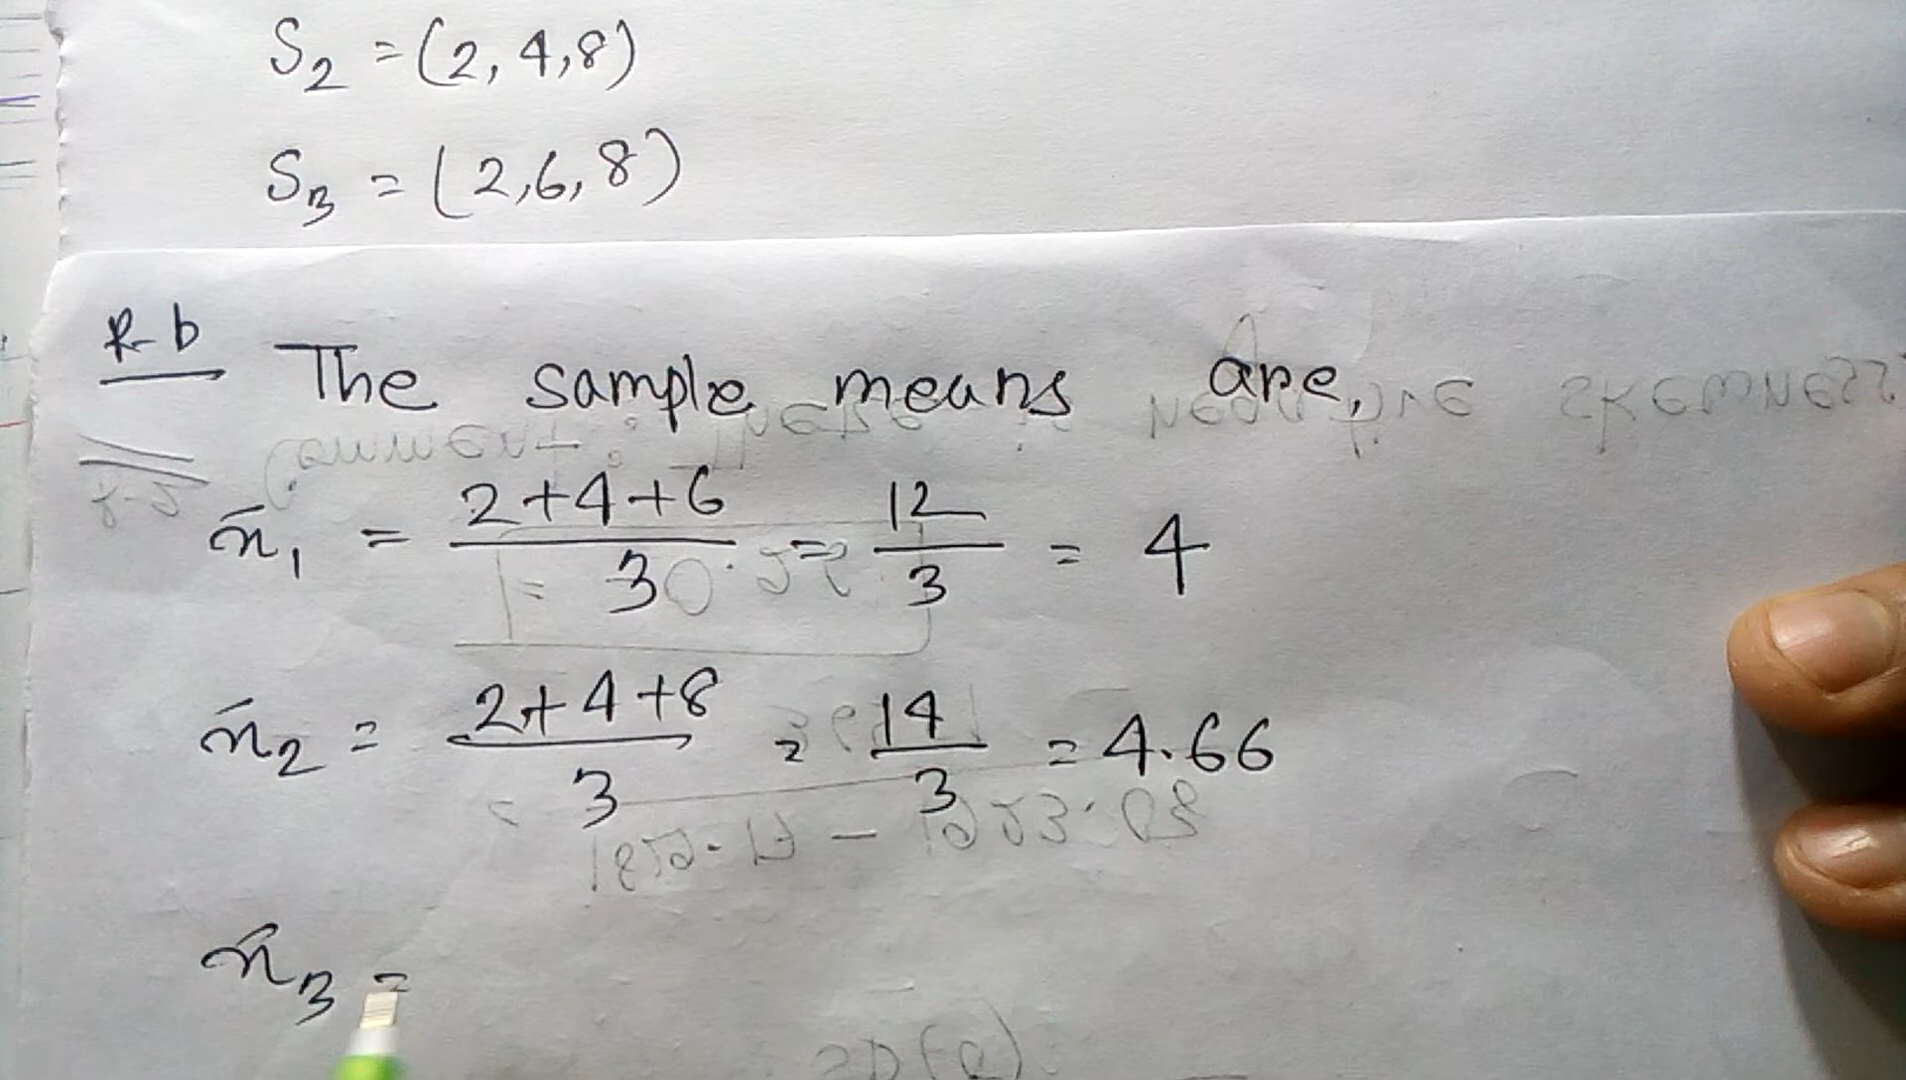 S₂ = (2, 4, 8)
S₃ = (2, 6, 8)
R-b The sample means are,
x̄₁ = (2+4+6)/3 = 12/3 = 4
x̄₂ = (2+4+8)/3 = 14/3 = 4.66
x̄₃ =